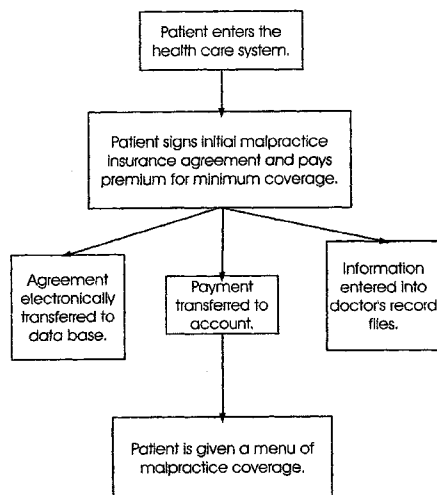 Patient enters the
health care system.
Patient signs initial malpractice
insurance agreement and pays
premium for minimum coverage.
Agreement
electronically
transferred to
data base.
Payment
transferred to
account.
Information
entered into
doctor's record
files.
Patient is given a menu of
malpractice coverage.